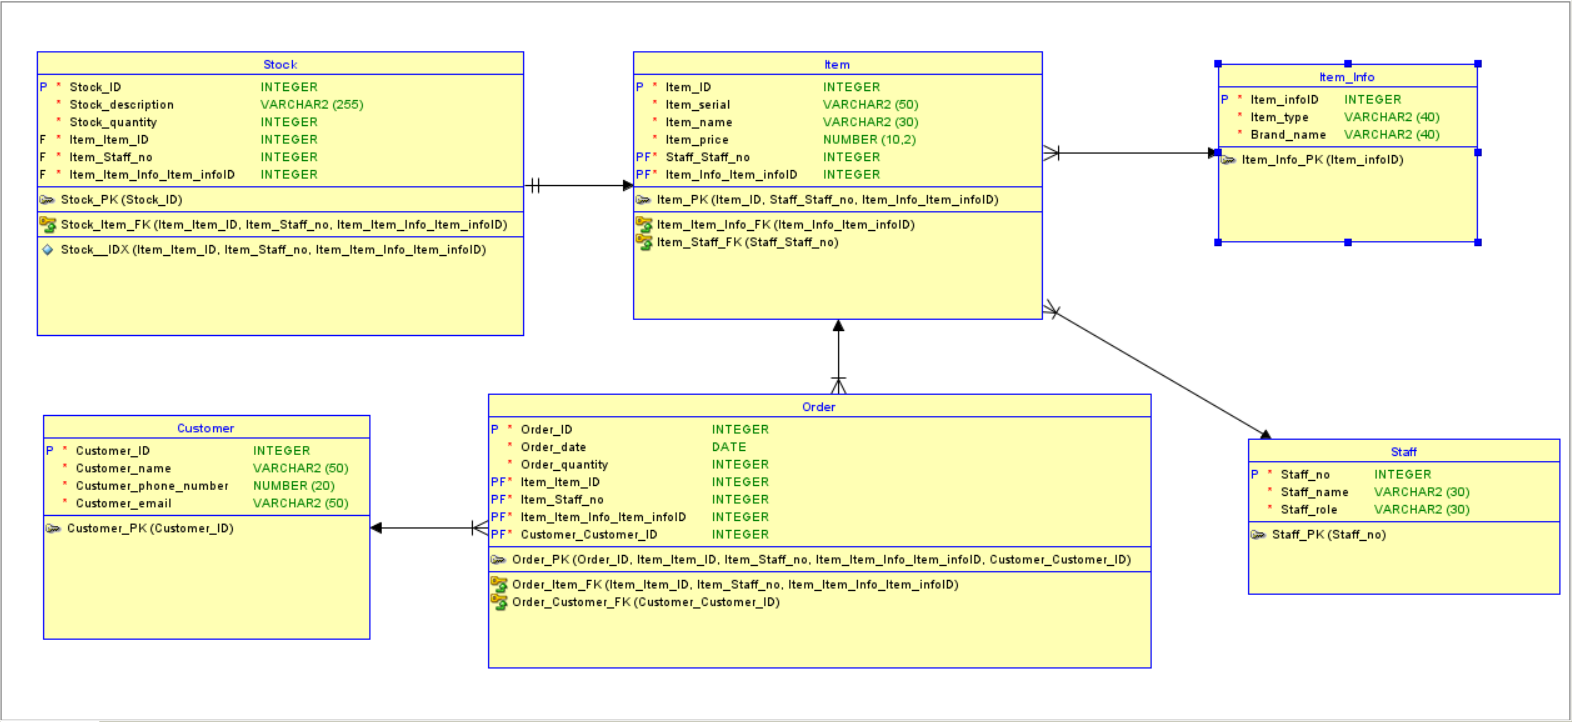 Stock
P * Stock_ID INTEGER
* Stock_description VARCHAR2 (255)
* Stock_quantity INTEGER
F * Item_Item_ID INTEGER
F * Item_Staff_no INTEGER
F * Item_Item_Info_Item_infoID INTEGER
Stock_PK (Stock_ID)
Stock_Item_FK (Item_Item_ID, Item_Staff_no, Item_Item_Info_Item_infoID)
Stock__IDX (Item_Item_ID, Item_Staff_no, Item_Item_Info_Item_infoID)
Item
P * Item_ID INTEGER
* Item_serial VARCHAR2 (50)
* Item_name VARCHAR2 (30)
* Item_price NUMBER (10,2)
PF* Staff_Staff_no INTEGER
PF* Item_Info_Item_infoID INTEGER
Item_PK (Item_ID, Staff_Staff_no, Item_Info_Item_infoID)
Item_Item_Info_FK (Item_Info_Item_infoID)
Item_Staff_FK (Staff_Staff_no)
Item_Info
P * Item_infoID INTEGER
* Item_type VARCHAR2 (40)
* Brand_name VARCHAR2 (40)
Item_Info_PK (Item_infoID)
Customer
P * Customer_ID INTEGER
* Customer_name VARCHAR2 (50)
* Custumer_phone_number NUMBER (20)
* Customer_email VARCHAR2 (50)
Customer_PK (Customer_ID)
Order
P * Order_ID INTEGER
* Order_date DATE
* Order_quantity INTEGER
PF* Item_Item_ID INTEGER
PF* Item_Staff_no INTEGER
PF* Item_Item_Info_Item_infoID INTEGER
PF* Customer_Customer_ID INTEGER
Order_PK (Order_ID, Item_Item_ID, Item_Staff_no, Item_Item_Info_Item_infoID, Customer_Customer_ID)
Order_Item_FK (Item_Item_ID, Item_Staff_no, Item_Item_Info_Item_infoID)
Order_Customer_FK (Customer_Customer_ID)
Staff
P * Staff_no INTEGER
* Staff_name VARCHAR2 (30)
* Staff_role VARCHAR2 (30)
Staff_PK (Staff_no)